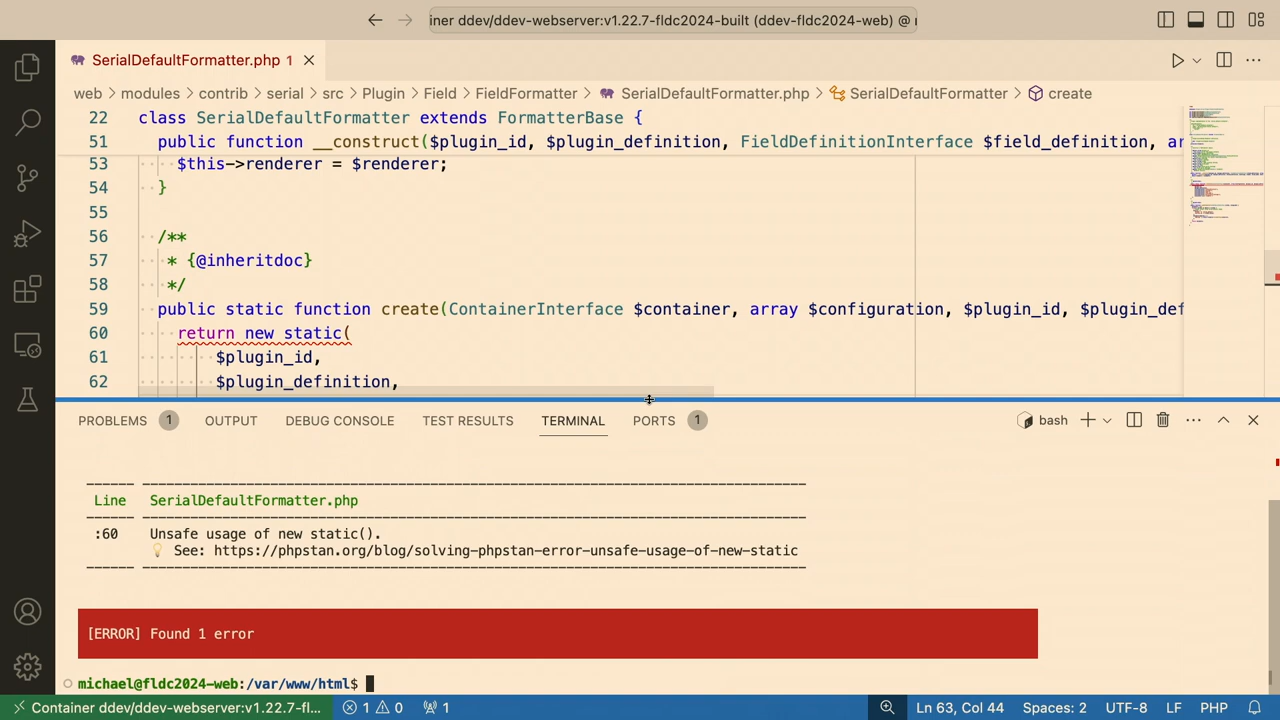 iner ddev/ddev-webserver:v1.22.7-fldc2024-built (ddev-fldc2024-web) @
SerialDefaultFormatter.php 1
web > modules > contrib > serial > src > Plugin > Field > FieldFormatter > SerialDefaultFormatter.php > SerialDefaultFormatter > create
22 class SerialDefaultFormatter extends FormatterBase {
51 public function __construct($plugin_id, $plugin_definition, FieldDefinitionInterface $field_definition, ar
53 $this->renderer = $renderer;
54 }
55
56 /**
57 * {@inheritdoc}
58 */
59 public static function create(ContainerInterface $container, array $configuration, $plugin_id, $plugin_def
60 return new static(
61 $plugin_id,
62 $plugin_definition,
PROBLEMS 1 OUTPUT DEBUG CONSOLE TEST RESULTS TERMINAL PORTS 1 bash
Line SerialDefaultFormatter.php
:60 Unsafe usage of new static().
See: https://phpstan.org/blog/solving-phpstan-error-unsafe-usage-of-new-static
[ERROR] Found 1 error
michael@fldc2024-web:/var/www/html$
Container ddev/ddev-webserver:v1.22.7-fl... 1 0 1 Ln 63, Col 44 Spaces: 2 UTF-8 LF PHP